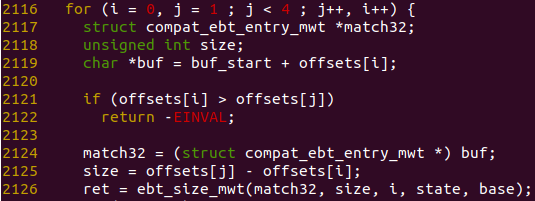 2116 for (i = 0, j = 1 ; j < 4 ; j++, i++) {
2117 struct compat_ebt_entry_mwt *match32;
2118 unsigned int size;
2119 char *buf = buf_start + offsets[i];
2120
2121 if (offsets[i] > offsets[j])
2122 return -EINVAL;
2123
2124 match32 = (struct compat_ebt_entry_mwt *) buf;
2125 size = offsets[j] - offsets[i];
2126 ret = ebt_size_mwt(match32, size, i, state, base);